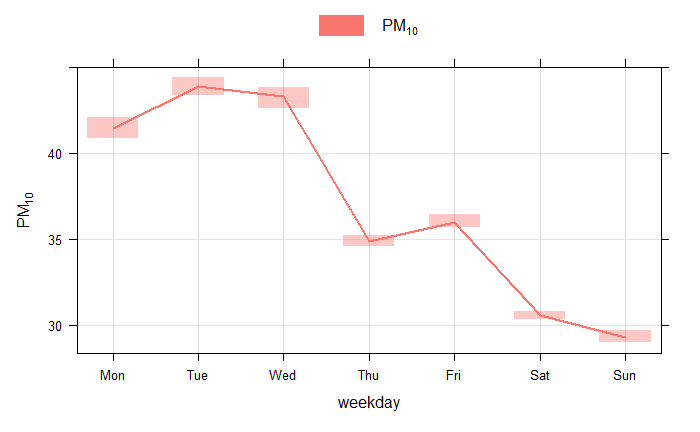 PM10
PM10
40
35
30
Mon Tue Wed Thu Fri Sat Sun
weekday